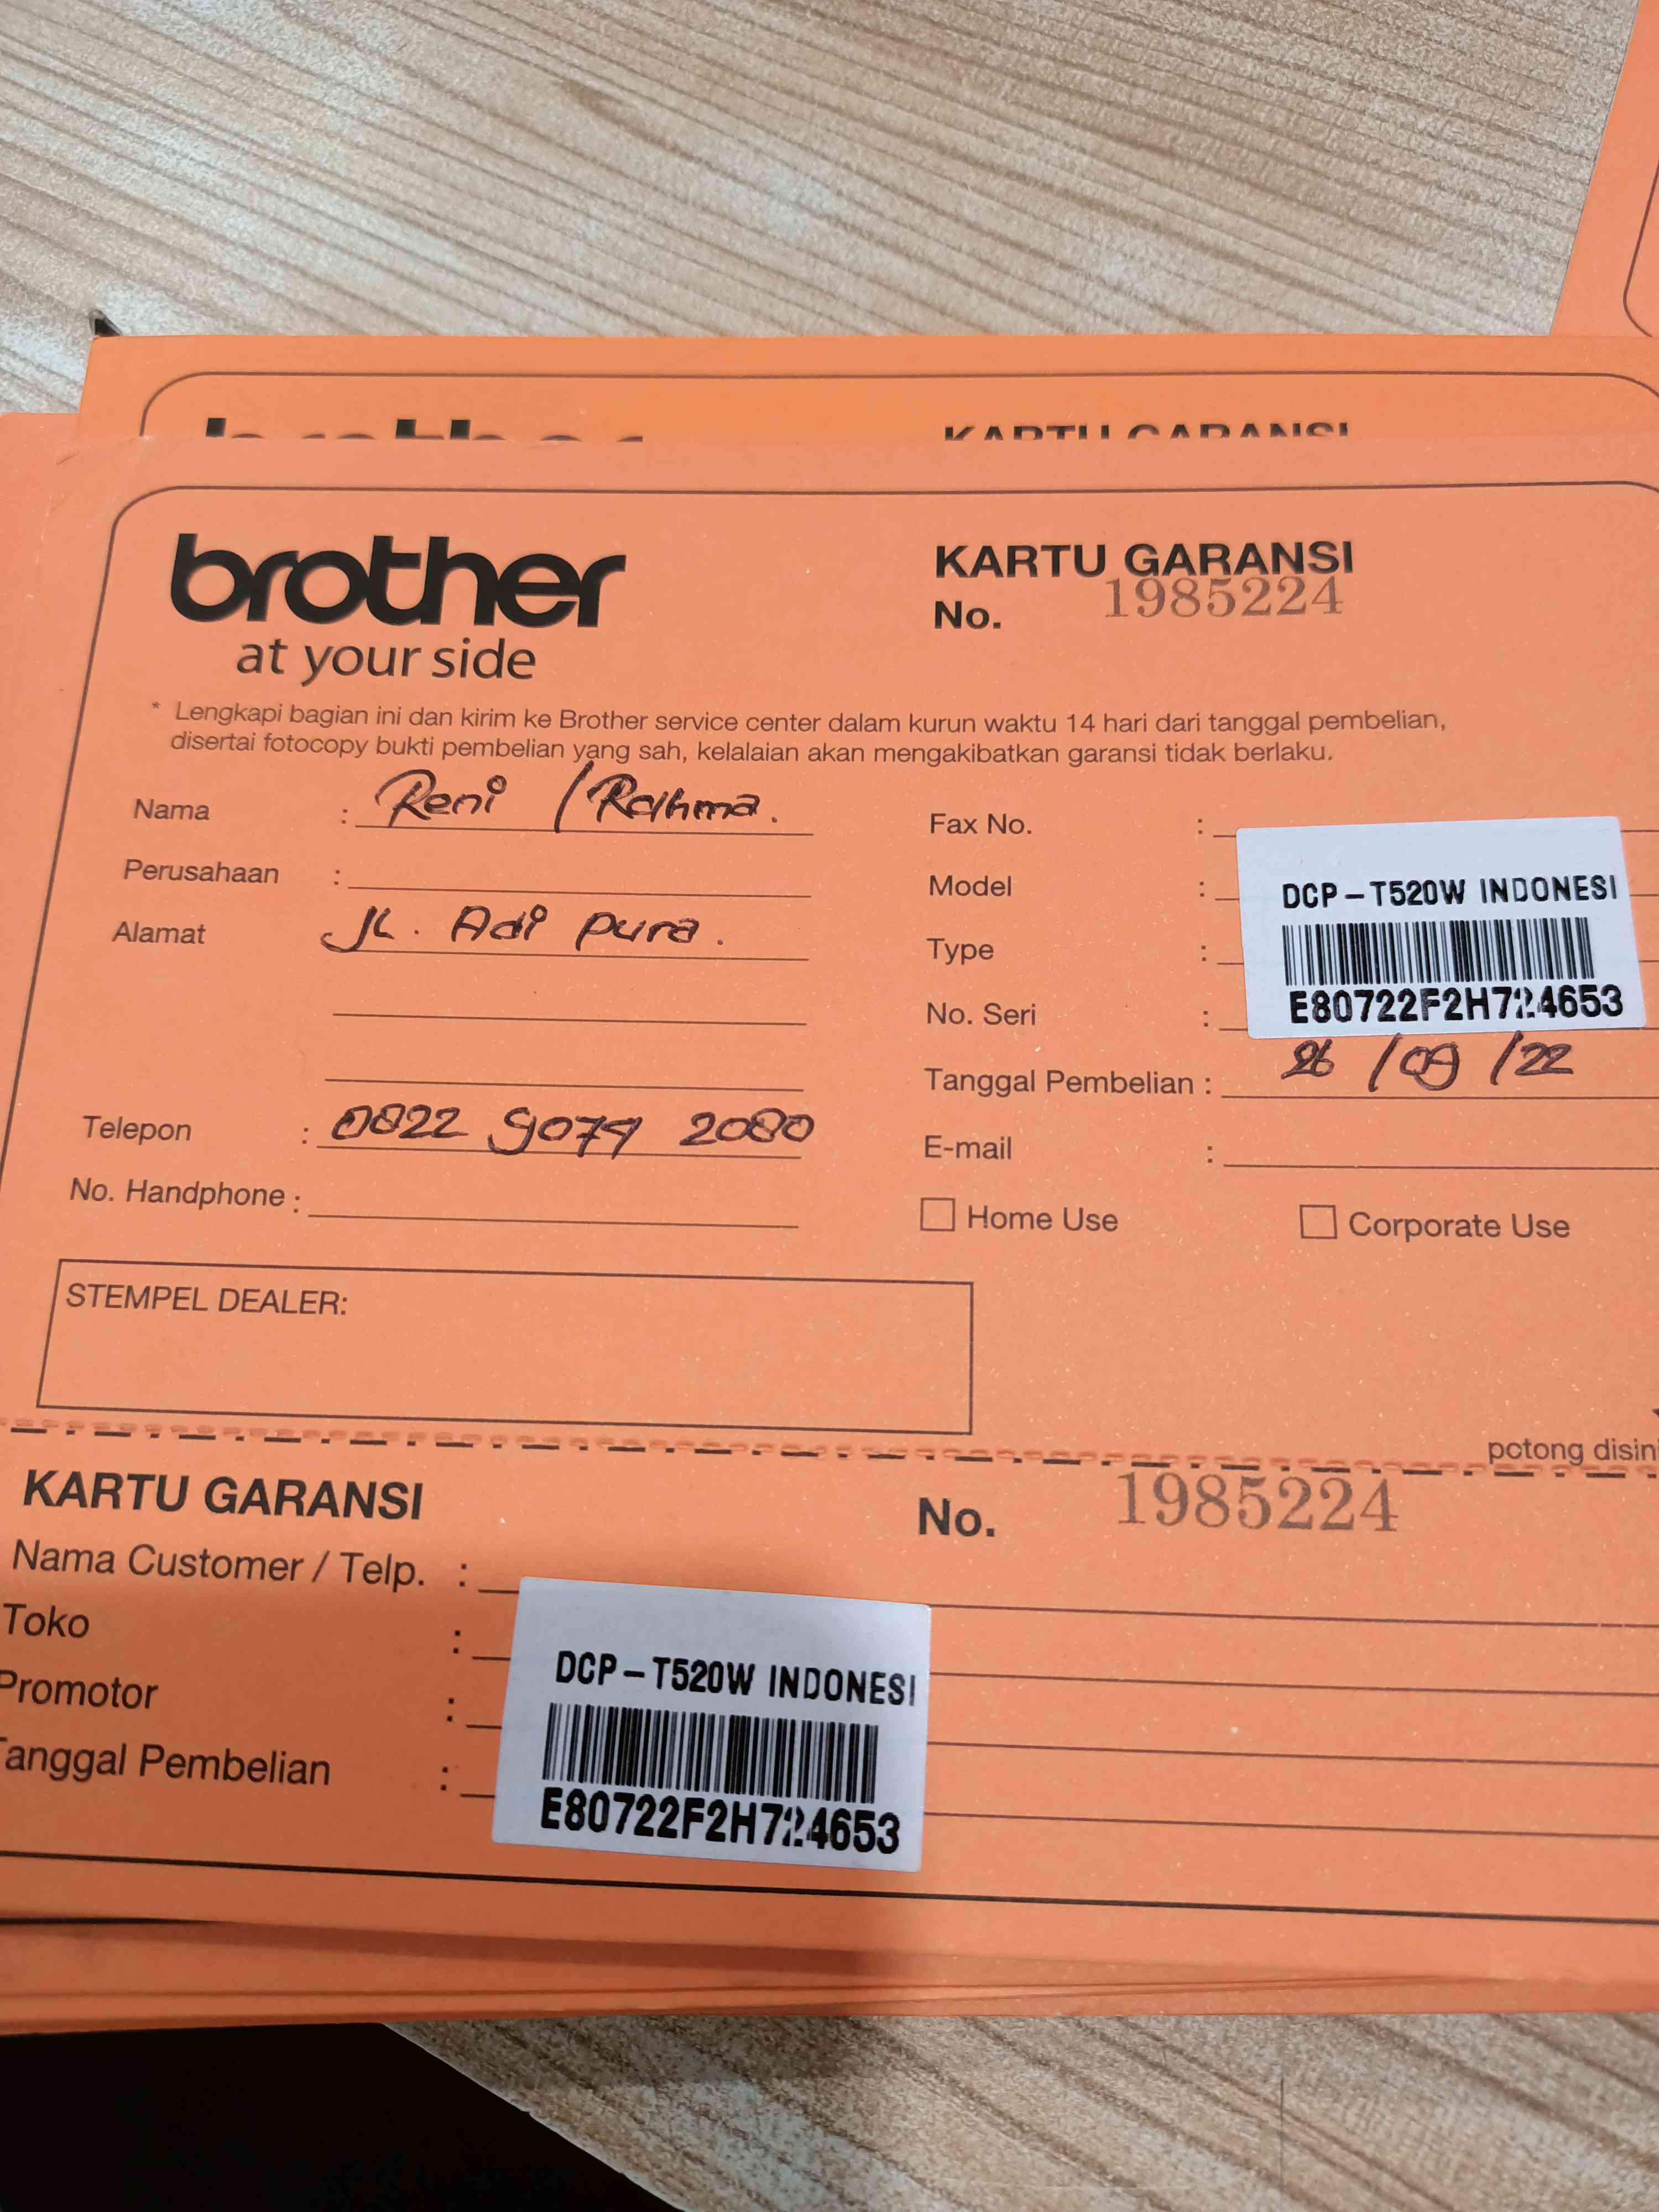 brother
KARTU GARANSI
brother
at your side
KARTU GARANSI
No. 1985224
* Lengkapi bagian ini dan kirim ke Brother service center dalam kurun waktu 14 hari dari tanggal pembelian,
disertai fotocopy bukti pembelian yang sah, kelalaian akan mengakibatkan garansi tidak berlaku.
Nama : Reni / Rahma.
Perusahaan :
Alamat JL. Adi pura.
Telepon : 0822 9079 2080
No. Handphone :
Fax No. :
Model :
Type :
No. Seri :
DCP-T520W INDONESI
E80722F2H724653
Tanggal Pembelian : 26 / 09 / 22
E-mail :
Home Use
Corporate Use
STEMPEL DEALER:
potong disini
KARTU GARANSI
No. 1985224
Nama Customer / Telp. :
Toko :
Promotor :
Tanggal Pembelian :
DCP-T520W INDONESI
E80722F2H724653